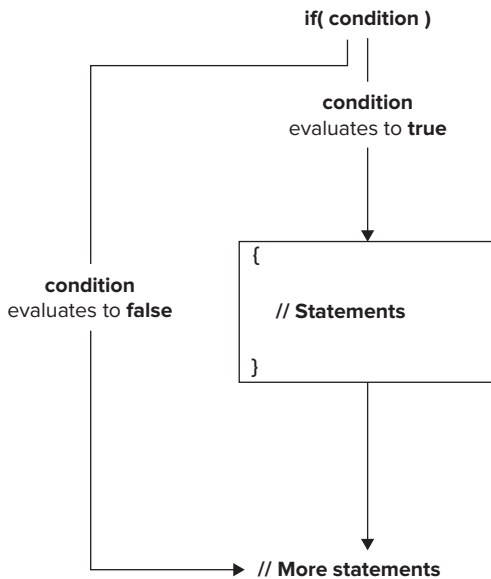 if( condition )
condition
evaluates to true
{
// Statements
}
condition
evaluates to false
// More statements